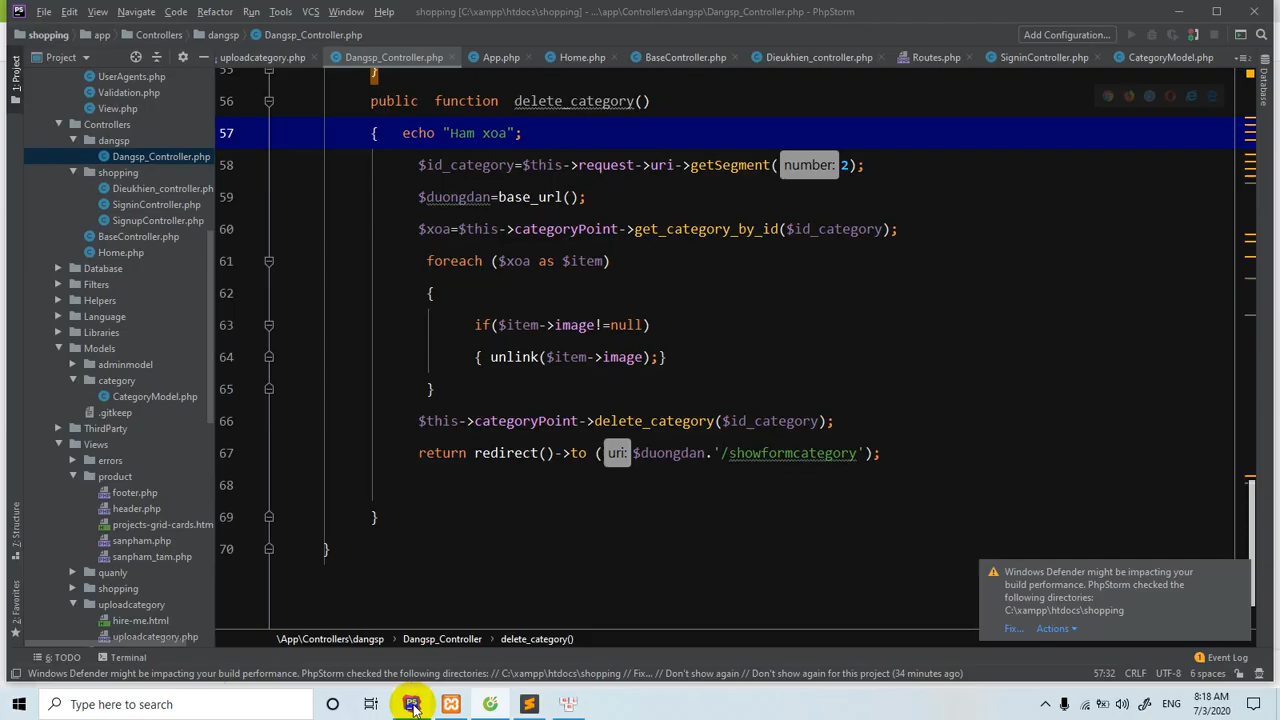 PS File Edit View Navigate Code Refactor Run Tools VCS Window Help shopping [C:\xampp\htdocs\shopping] - ...\app\Controllers\dangsp\Dangsp_Controller.php - PhpStorm
shopping app Controllers dangsp Dangsp_Controller.php Add Configuration...
Project uploadcategory.php Dangsp_Controller.php App.php Home.php BaseController.php Dieukhien_controller.php Routes.php SigninController.php CategoryModel.php
1: Project
7: Structure
2: Favorites
Database
UserAgents.php
Validation.php
View.php
Controllers
dangsp
Dangsp_Controller.php
shopping
Dieukhien_controller.ph
SigninController.php
SignupController.php
BaseController.php
Home.php
Database
Filters
Helpers
Language
Libraries
Models
adminmodel
category
CategoryModel.php
.gitkeep
ThirdParty
Views
errors
product
footer.php
header.php
projects-grid-cards.htm
sanpham.php
sanpham_tam.php
quanly
shopping
uploadcategory
hire-me.html
uploadcategory.php
55 }
56 public function delete_category()
57 { echo "Ham xoa";
58 $id_category=$this->request->uri->getSegment( number: 2);
59 $duongdan=base_url();
60 $xoa=$this->categoryPoint->get_category_by_id($id_category);
61 foreach ($xoa as $item)
62 {
63 if($item->image!=null)
64 { unlink($item->image);}
65 }
66 $this->categoryPoint->delete_category($id_category);
67 return redirect()->to ( uri: $duongdan.'/showformcategory');
68
69 }
70 }
Windows Defender might be impacting your
build performance. PhpStorm checked the
following directories:
C:\xampp\htdocs\shopping
Fix... Actions
\App\Controllers\dangsp Dangsp_Controller delete_category()
6: TODO Terminal Event Log
Windows Defender might be impacting your build performance. PhpStorm checked the following directories: // C:\xampp\htdocs\shopping // Fix... // Don't show again // Don't show again for this project (34 minutes ago) 57:32 CRLF UTF-8 6 spaces
Type here to search PS ENG 8:18 AM
7/3/2020